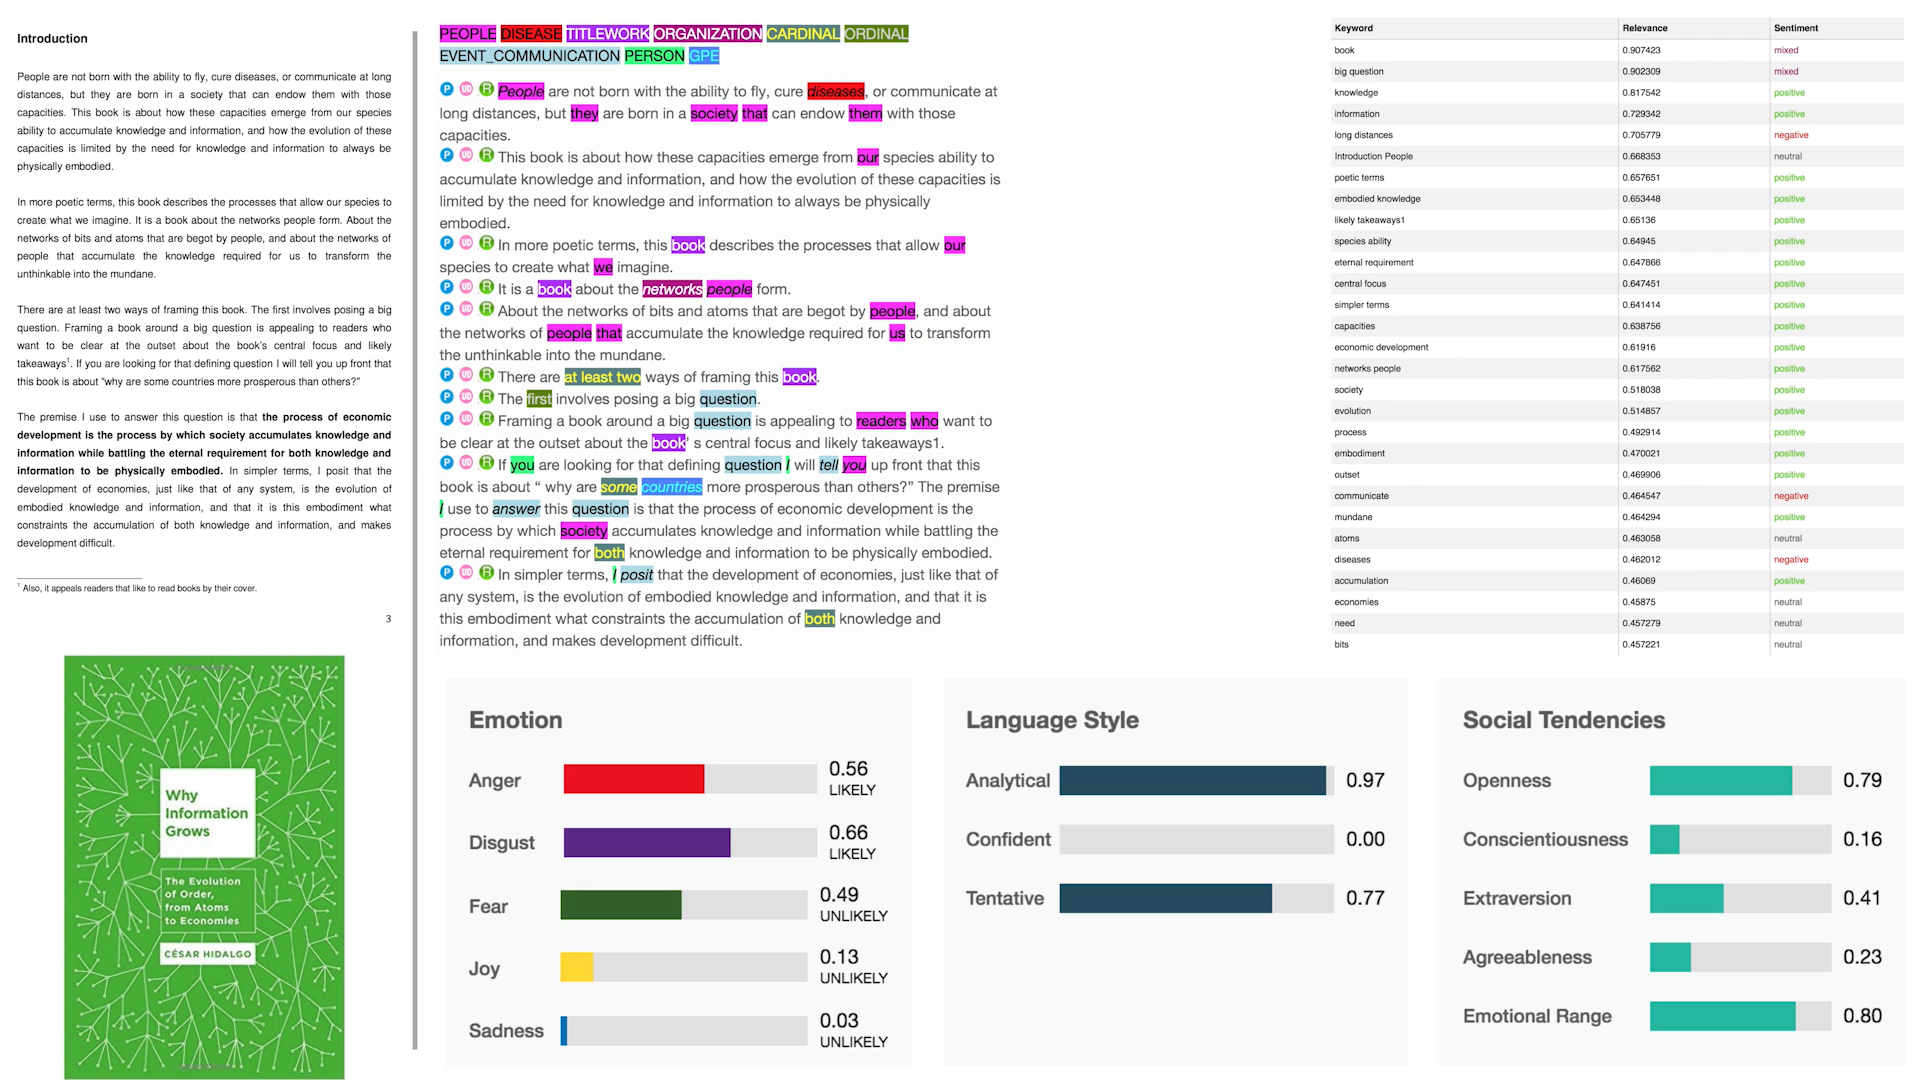 Introduction
People are not born with the ability to fly, cure diseases, or communicate at long
distances, but they are born in a society that can endow them with those
capacities. This book is about how these capacities emerge from our species
ability to accumulate knowledge and information, and how the evolution of these
capacities is limited by the need for knowledge and information to always be
physically embodied.
In more poetic terms, this book describes the processes that allow our species to
create what we imagine. It is a book about the networks people form. About the
networks of bits and atoms that are begot by people, and about the networks of
people that accumulate the knowledge required for us to transform the
unthinkable into the mundane.
There are at least two ways of framing this book. The first involves posing a big
question. Framing a book around a big question is appealing to readers who
want to be clear at the outset about the book's central focus and likely
takeaways1. If you are looking for that defining question I will tell you up front that
this book is about "why are some countries more prosperous than others?"
The premise I use to answer this question is that the process of economic
development is the process by which society accumulates knowledge and
information while battling the eternal requirement for both knowledge and
information to be physically embodied. In simpler terms, I posit that the
development of economies, just like that of any system, is the evolution of
embodied knowledge and information, and that it is this embodiment what
constraints the accumulation of both knowledge and information, and makes
development difficult.
1 Also, it appeals readers that like to read books by their cover.
3
Why
Information
Grows
The Evolution
of Order,
from Atoms
to Economies
CÉSAR HIDALGO
PEOPLE DISEASE TITLEWORK ORGANIZATION CARDINAL ORDINAL
EVENT_COMMUNICATION PERSON GPE
P UD R People are not born with the ability to fly, cure diseases, or communicate at
long distances, but they are born in a society that can endow them with those
capacities.
P UD R This book is about how these capacities emerge from our species ability to
accumulate knowledge and information, and how the evolution of these capacities is
limited by the need for knowledge and information to always be physically
embodied.
P UD R In more poetic terms, this book describes the processes that allow our
species to create what we imagine.
P UD R It is a book about the networks people form.
P UD R About the networks of bits and atoms that are begot by people, and about
the networks of people that accumulate the knowledge required for us to transform
the unthinkable into the mundane.
P UD R There are at least two ways of framing this book.
P UD R The first involves posing a big question.
P UD R Framing a book around a big question is appealing to readers who want to
be clear at the outset about the book' s central focus and likely takeaways1.
P UD R If you are looking for that defining question I will tell you up front that this
book is about " why are some countries more prosperous than others?" The premise
I use to answer this question is that the process of economic development is the
process by which society accumulates knowledge and information while battling the
eternal requirement for both knowledge and information to be physically embodied.
P UD R In simpler terms, I posit that the development of economies, just like that of
any system, is the evolution of embodied knowledge and information, and that it is
this embodiment what constraints the accumulation of both knowledge and
information, and makes development difficult.
Keyword Relevance Sentiment
book 0.907423 mixed
big question 0.902309 mixed
knowledge 0.817542 positive
information 0.729342 positive
long distances 0.705779 negative
Introduction People 0.668353 neutral
poetic terms 0.657651 positive
embodied knowledge 0.653448 positive
likely takeaways1 0.65136 positive
species ability 0.64945 positive
eternal requirement 0.647866 positive
central focus 0.647451 positive
simpler terms 0.641414 positive
capacities 0.638756 positive
economic development 0.61916 positive
networks people 0.617562 positive
society 0.518038 positive
evolution 0.514857 positive
process 0.492914 positive
embodiment 0.470021 positive
outset 0.469906 positive
communicate 0.464547 negative
mundane 0.464294 positive
atoms 0.463058 neutral
diseases 0.462012 negative
accumulation 0.46069 positive
economies 0.45875 neutral
need 0.457279 neutral
bits 0.457221 neutral
Emotion
Anger 0.56 LIKELY
Disgust 0.66 LIKELY
Fear 0.49 UNLIKELY
Joy 0.13 UNLIKELY
Sadness 0.03 UNLIKELY
Language Style
Analytical 0.97
Confident 0.00
Tentative 0.77
Social Tendencies
Openness 0.79
Conscientiousness 0.16
Extraversion 0.41
Agreeableness 0.23
Emotional Range 0.80